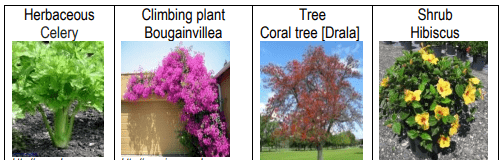 Herbaceous
Celery
Climbing plant
Bougainvillea
Tree
Coral tree [Drala]
Shrub
Hibiscus